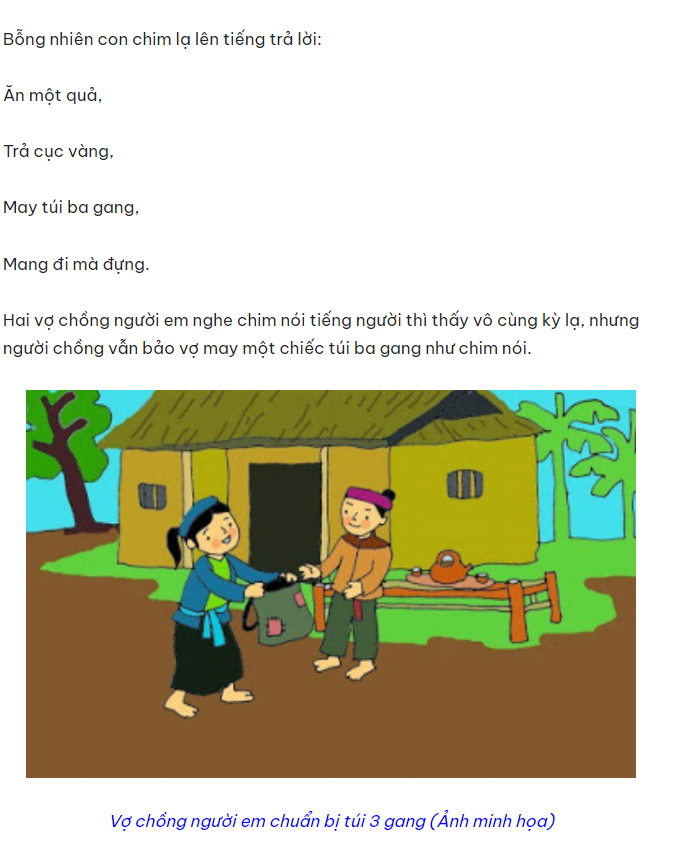 Bỗng nhiên con chim lạ lên tiếng trả lời:
Ăn một quả,
Trả cục vàng,
May túi ba gang,
Mang đi mà đựng.
Hai vợ chồng người em nghe chim nói tiếng người thì thấy vô cùng kỳ lạ, nhưng
người chồng vẫn bảo vợ may một chiếc túi ba gang như chim nói.
Vợ chồng người em chuẩn bị túi 3 gang (Ảnh minh họa)